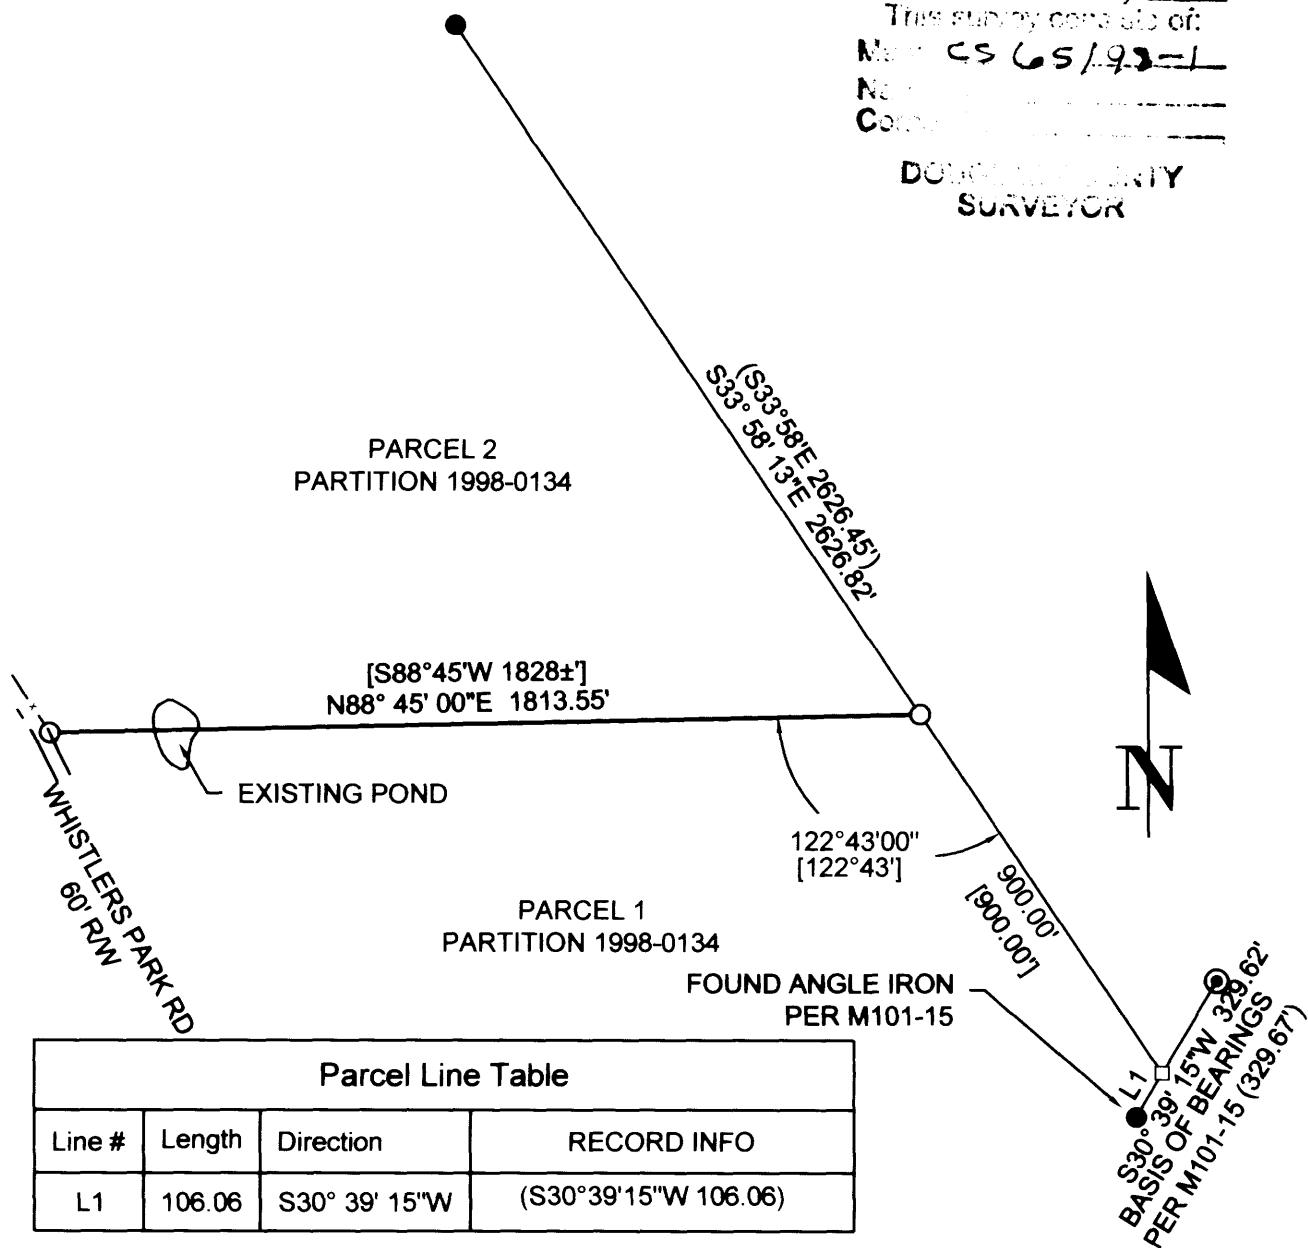 This survey consists of:
CS 65/93-1
SURVEYOR
(S33°58'E 2626.45')
S33° 58' 13"E 2626.82'
PARCEL 2
PARTITION 1998-0134
[S88°45'W 1828±']
N88° 45' 00"E 1813.55'
EXISTING POND
N
122°43'00"
[122°43']
900.00'
[900.00']
WHISTLERS PARK RD
60' R/W
PARCEL 1
PARTITION 1998-0134
FOUND ANGLE IRON
PER M101-15
L1
S30° 39' 15"W 329.62'
BASIS OF BEARINGS
PER M101-15 (329.67')
Parcel Line Table
Line # Length Direction RECORD INFO
L1 106.06 S30° 39' 15"W (S30°39'15"W 106.06)